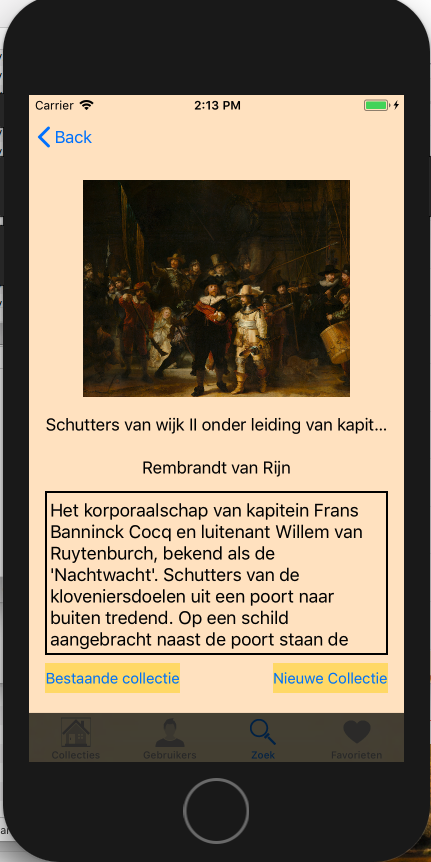 Carrier 2:13 PM
Back
Schutters van wijk II onder leiding van kapit...
Rembrandt van Rijn
Het korporaalschap van kapitein Frans
Banninck Cocq en luitenant Willem van
Ruytenburch, bekend als de
'Nachtwacht'. Schutters van de
kloveniersdoelen uit een poort naar
buiten tredend. Op een schild
aangebracht naast de poort staan de
Bestaande collectie Nieuwe Collectie
Collecties Gebruikers Zoek Favorieten